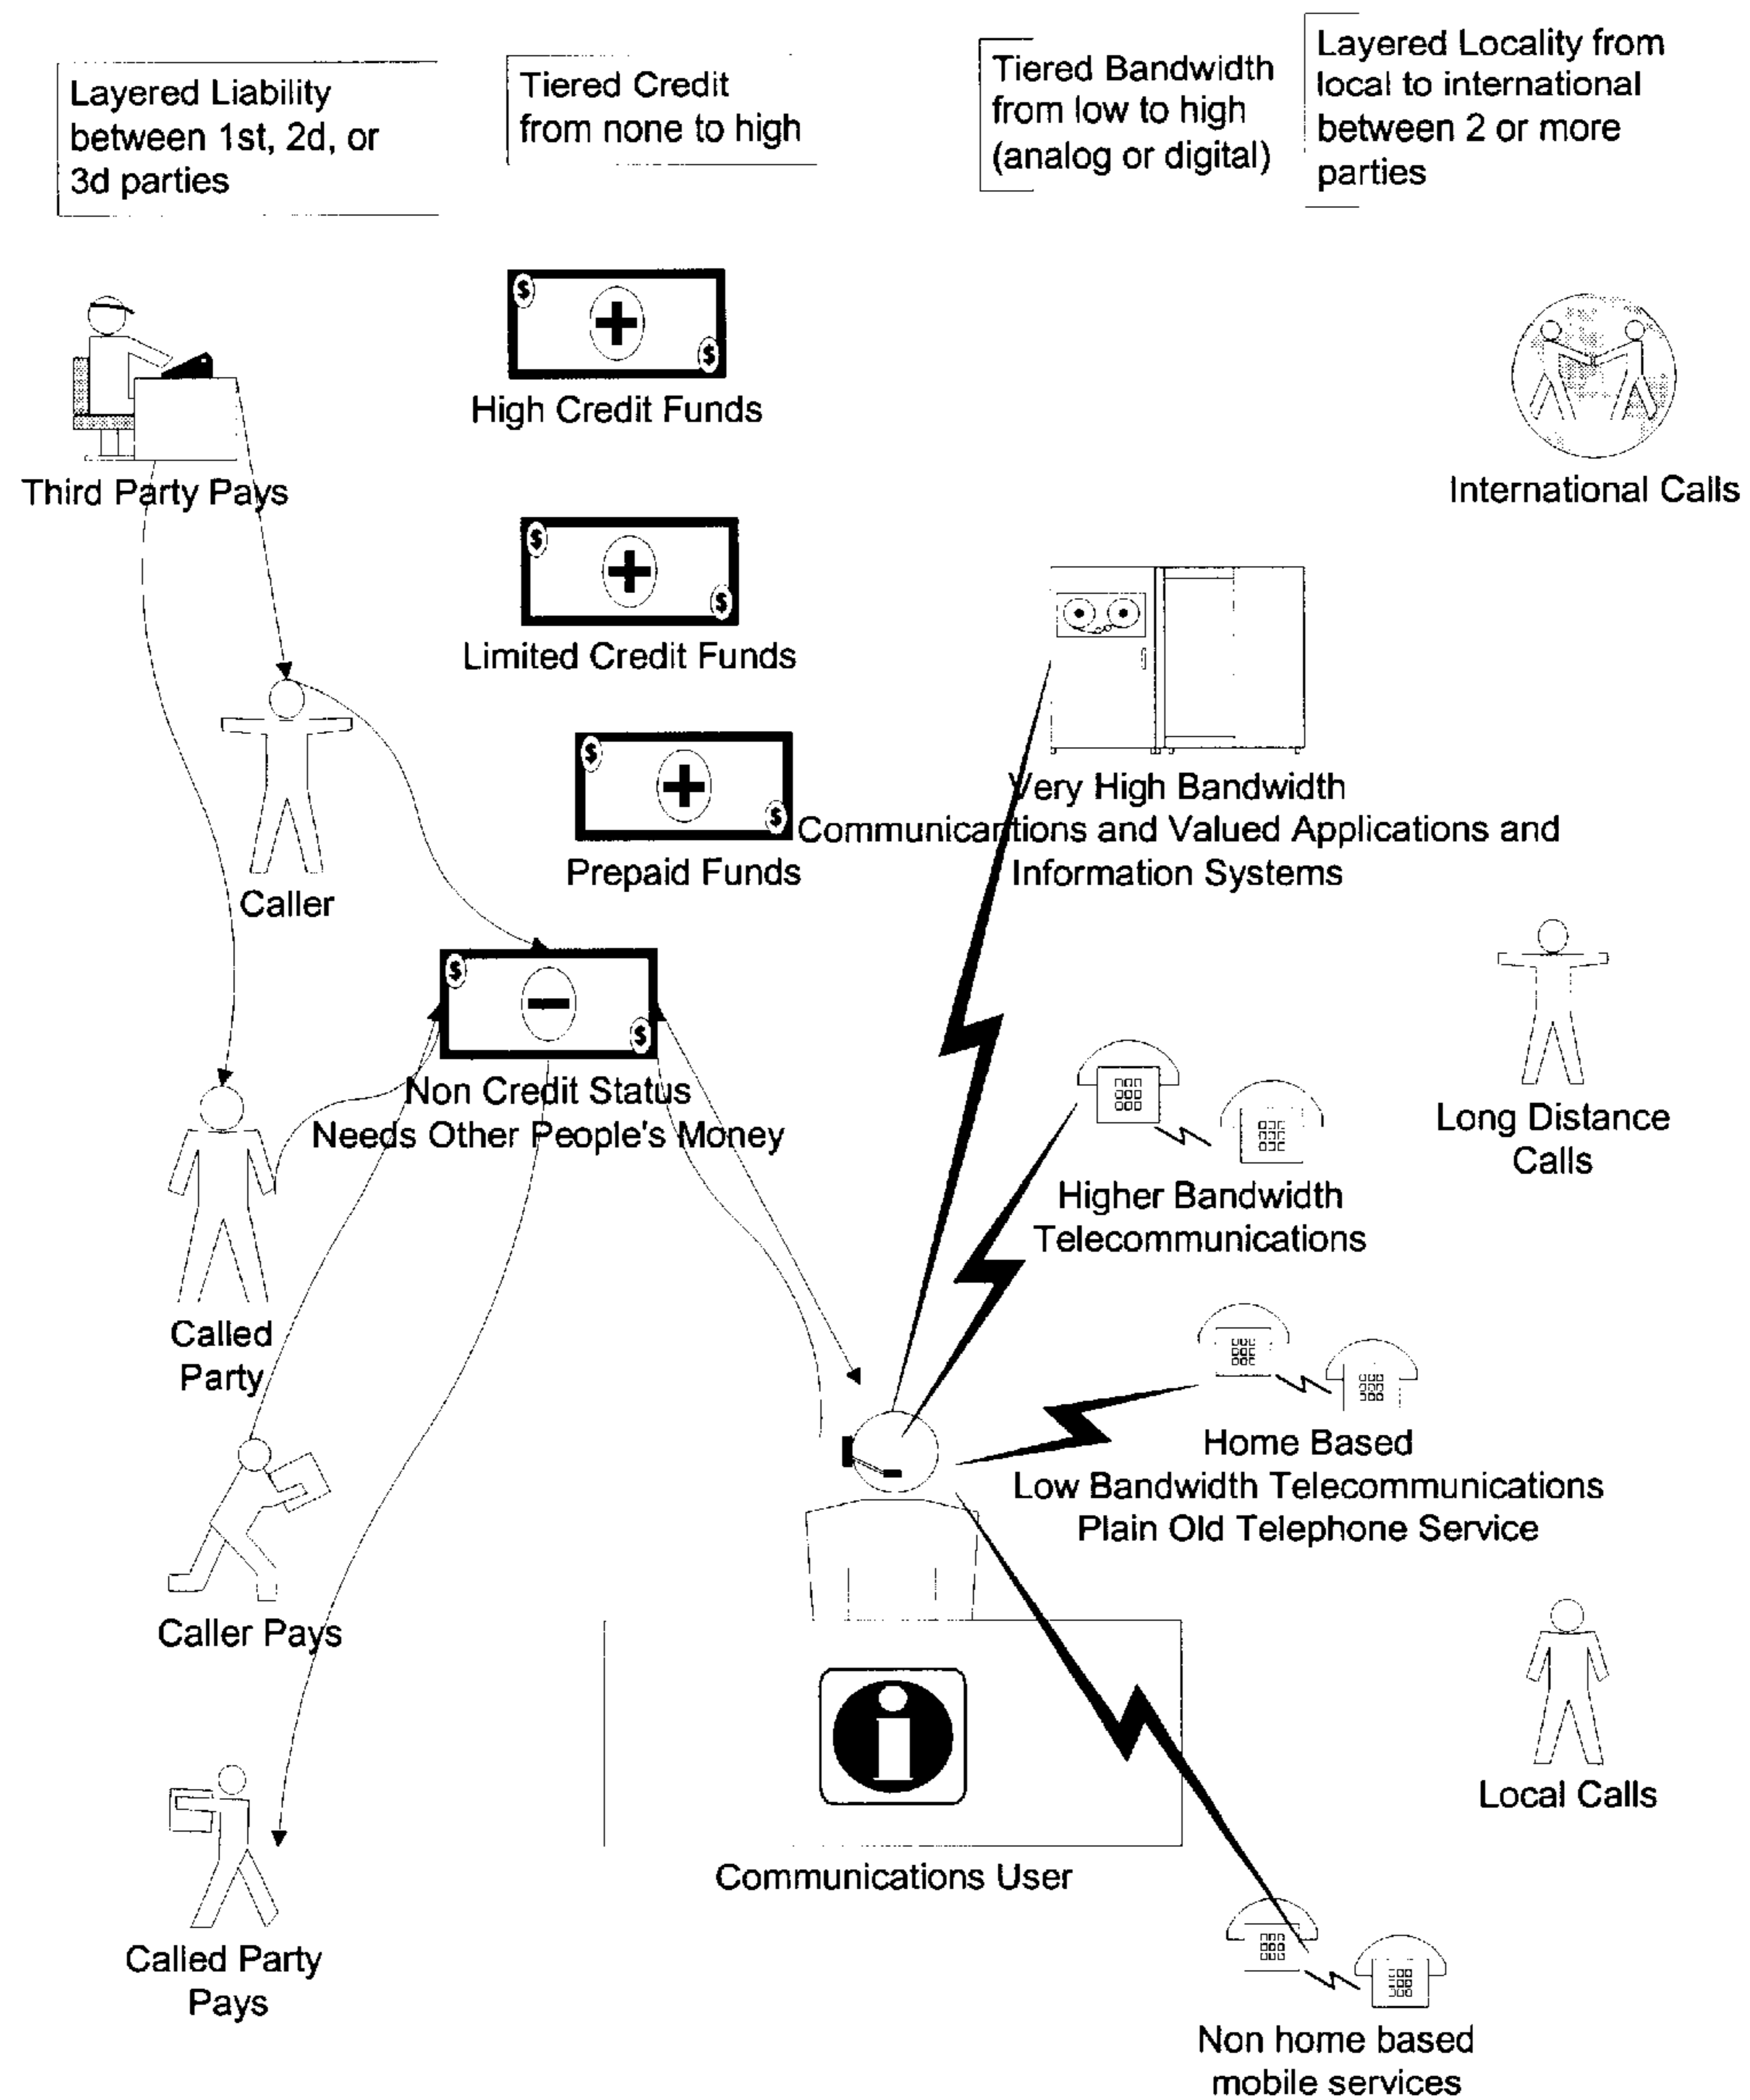 Layered Liability
between 1st, 2d, or
3d parties
Tiered Credit
from none to high
Tiered Bandwidth
from low to high
(analog or digital)
Layered Locality from
local to international
between 2 or more
parties
$
$
High Credit Funds
Third Party Pays
International Calls
$
$
Limited Credit Funds
$
$
Prepaid Funds
Very High Bandwidth
Communicantions and Valued Applications and
Information Systems
Caller
$
$
Non Credit Status
Needs Other People's Money
Long Distance
Calls
Higher Bandwidth
Telecommunications
Called
Party
Home Based
Low Bandwidth Telecommunications
Plain Old Telephone Service
Caller Pays
i
Local Calls
Communications User
Called Party
Pays
Non home based
mobile services